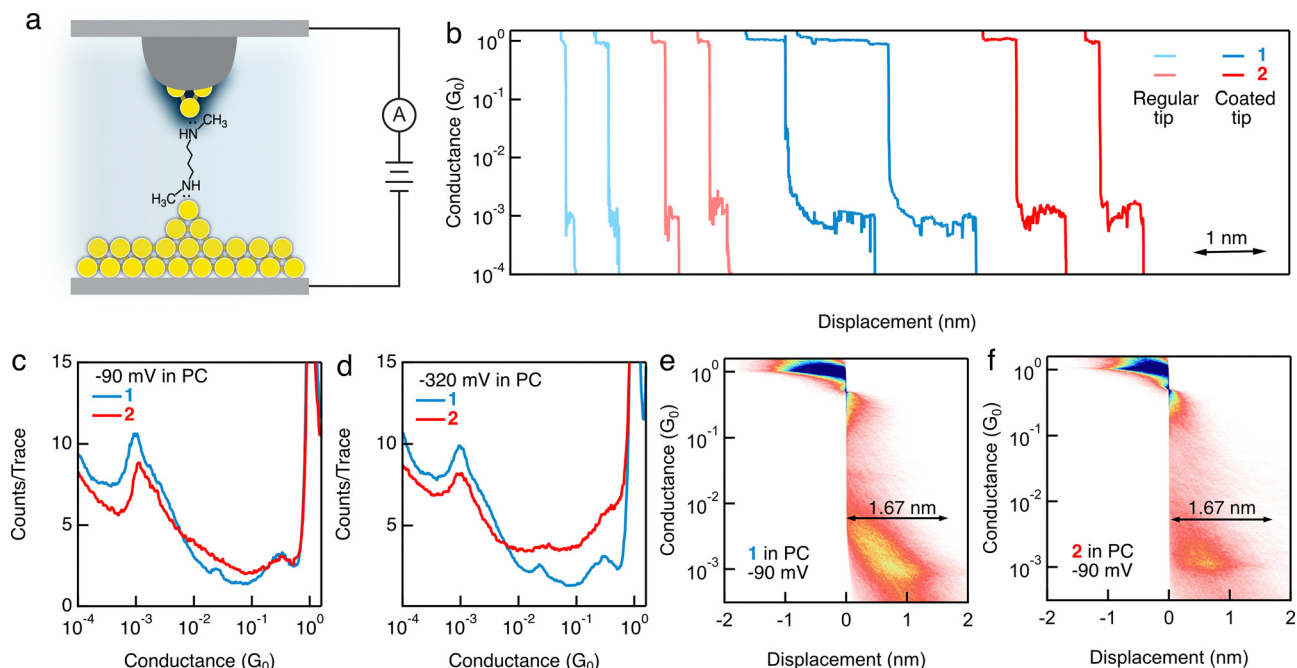 a
A
CH3
HN
NH
H3C
b
Conductance (G0)
10^0
10^-1
10^-2
10^-3
10^-4
1
2
Regular tip
Coated tip
1 nm
Displacement (nm)
c
-90 mV in PC
1
2
Counts/Trace
15
10
5
0
10^-4 10^-3 10^-2 10^-1 10^0
Conductance (G0)
d
-320 mV in PC
1
2
Counts/Trace
15
10
5
0
10^-4 10^-3 10^-2 10^-1 10^0
Conductance (G0)
e
Conductance (G0)
10^0
10^-1
10^-2
10^-3
1.67 nm
1 in PC
-90 mV
-2 -1 0 1 2
Displacement (nm)
f
Conductance (G0)
10^0
10^-1
10^-2
10^-3
1.67 nm
2 in PC
-90 mV
-2 -1 0 1 2
Displacement (nm)